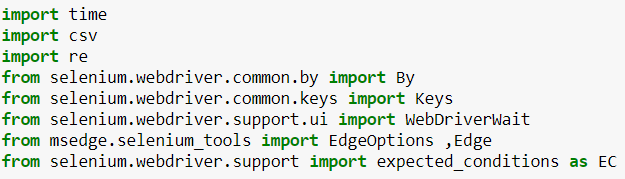 import time
import csv
import re
from selenium.webdriver.common.by import By
from selenium.webdriver.common.keys import Keys
from selenium.webdriver.support.ui import WebDriverWait
from msedge.selenium_tools import EdgeOptions ,Edge
from selenium.webdriver.support import expected_conditions as EC